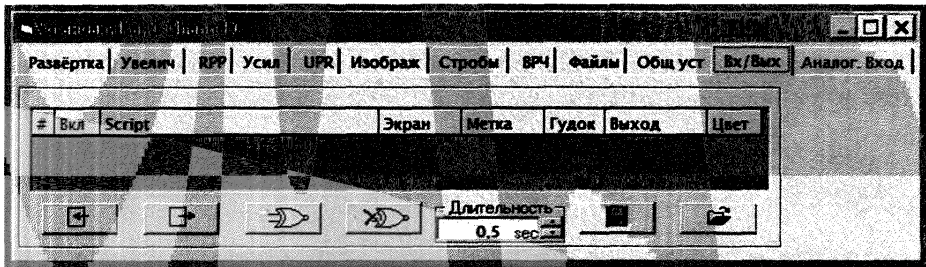 Развёртка Увелич RPP Усил UPR Изображ Стробы ВРЧ Файлы Общ уст Вх/Вых Аналог. Вход
# Вкл Script Экран Метка Гудок Выход Цвет
Длительность
0.5 sec